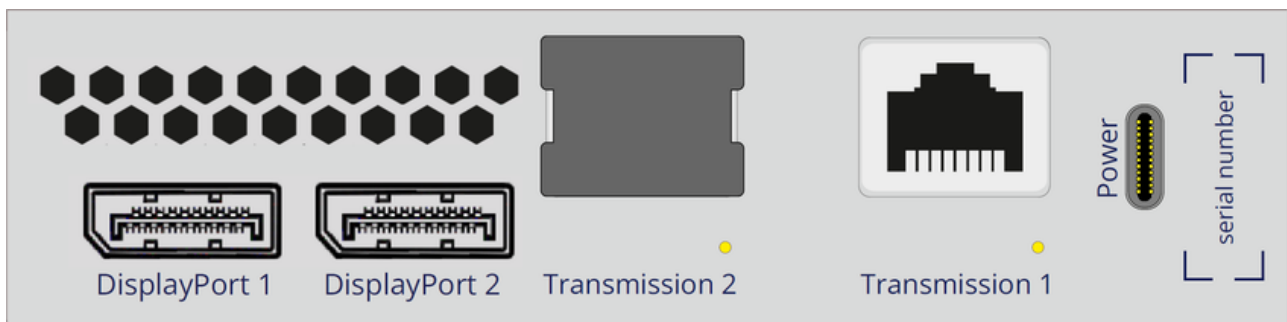 DisplayPort 1
DisplayPort 2
Transmission 2
Transmission 1
Power
serial number